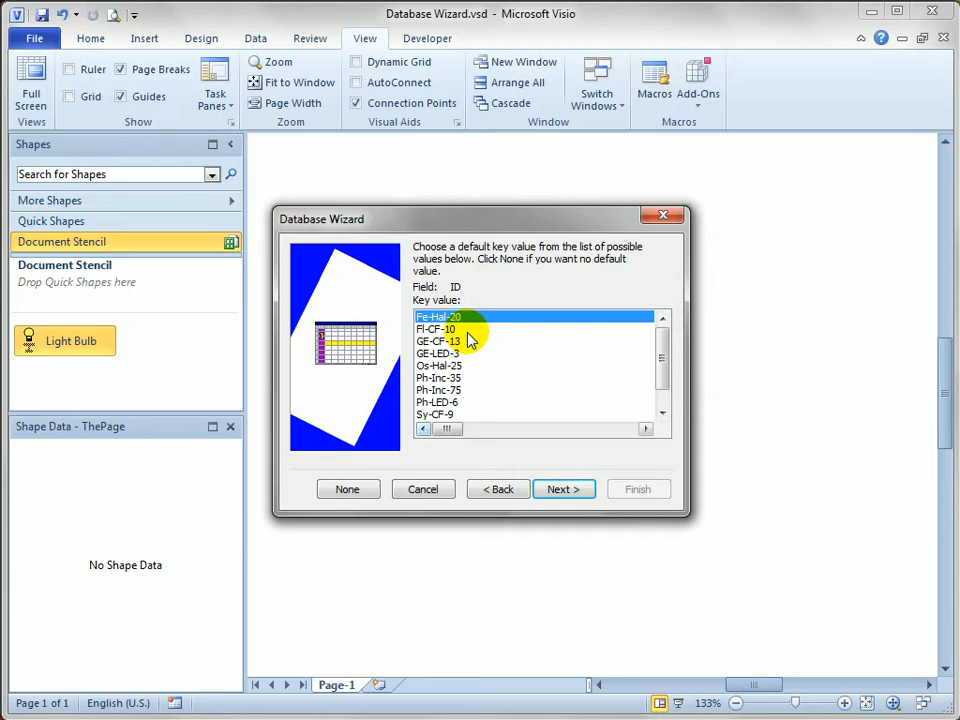 Database Wizard.vsd - Microsoft Visio
File Home Insert Design Data Review View Developer
Full Screen
Views
Ruler Page Breaks
Grid Guides
Task Panes
Show
Zoom
Fit to Window
Page Width
Zoom
Dynamic Grid
AutoConnect
Connection Points
Visual Aids
New Window
Arrange All
Cascade
Switch Windows
Window
Macros Add-Ons
Macros
Shapes
Search for Shapes
More Shapes
Quick Shapes
Document Stencil
Document Stencil
Drop Quick Shapes here
Light Bulb
Shape Data - ThePage
No Shape Data
Database Wizard
Choose a default key value from the list of possible
values below. Click None if you want no default
value.
Field: ID
Key value:
Fe-Hal-20
Fl-CF-10
GE-CF-13
GE-LED-3
Os-Hal-25
Ph-Inc-35
Ph-Inc-75
Ph-LED-6
Sy-CF-9
None Cancel < Back Next > Finish
Page-1
Page 1 of 1 English (U.S.) 133%